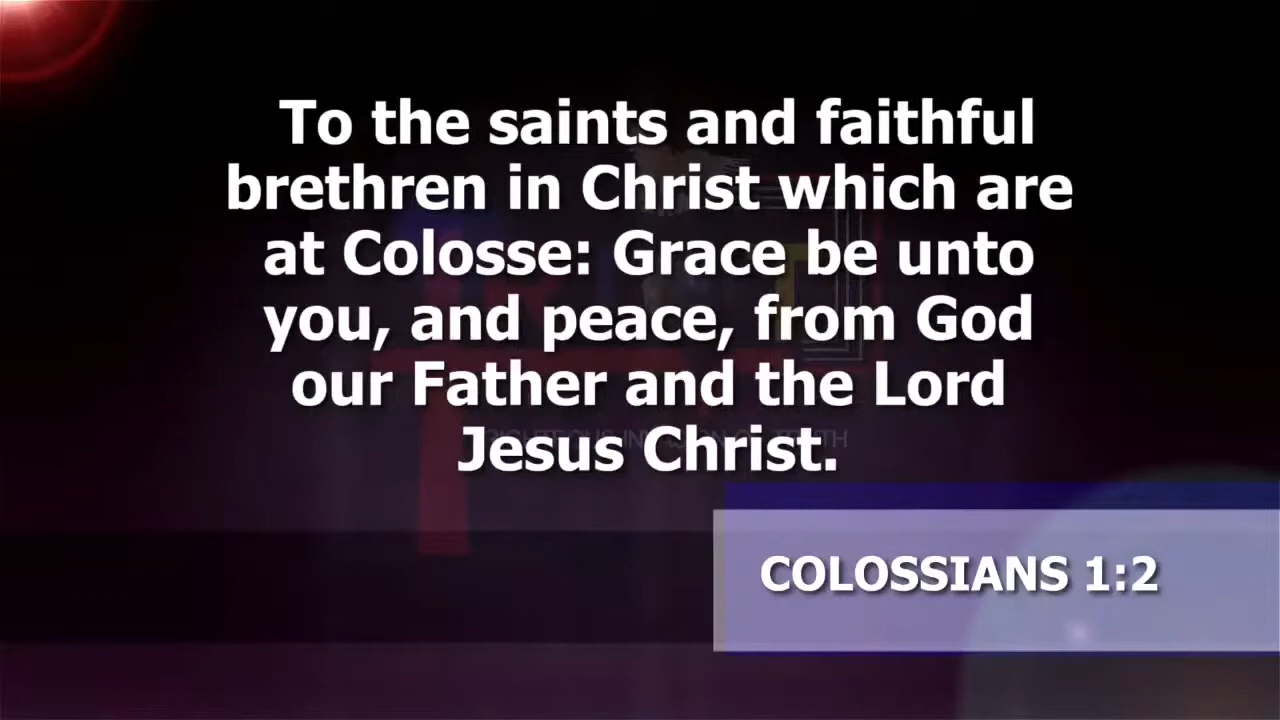 To the saints and faithful
brethren in Christ which are
at Colosse: Grace be unto
you, and peace, from God
our Father and the Lord
Jesus Christ.
COLOSSIANS 1:2